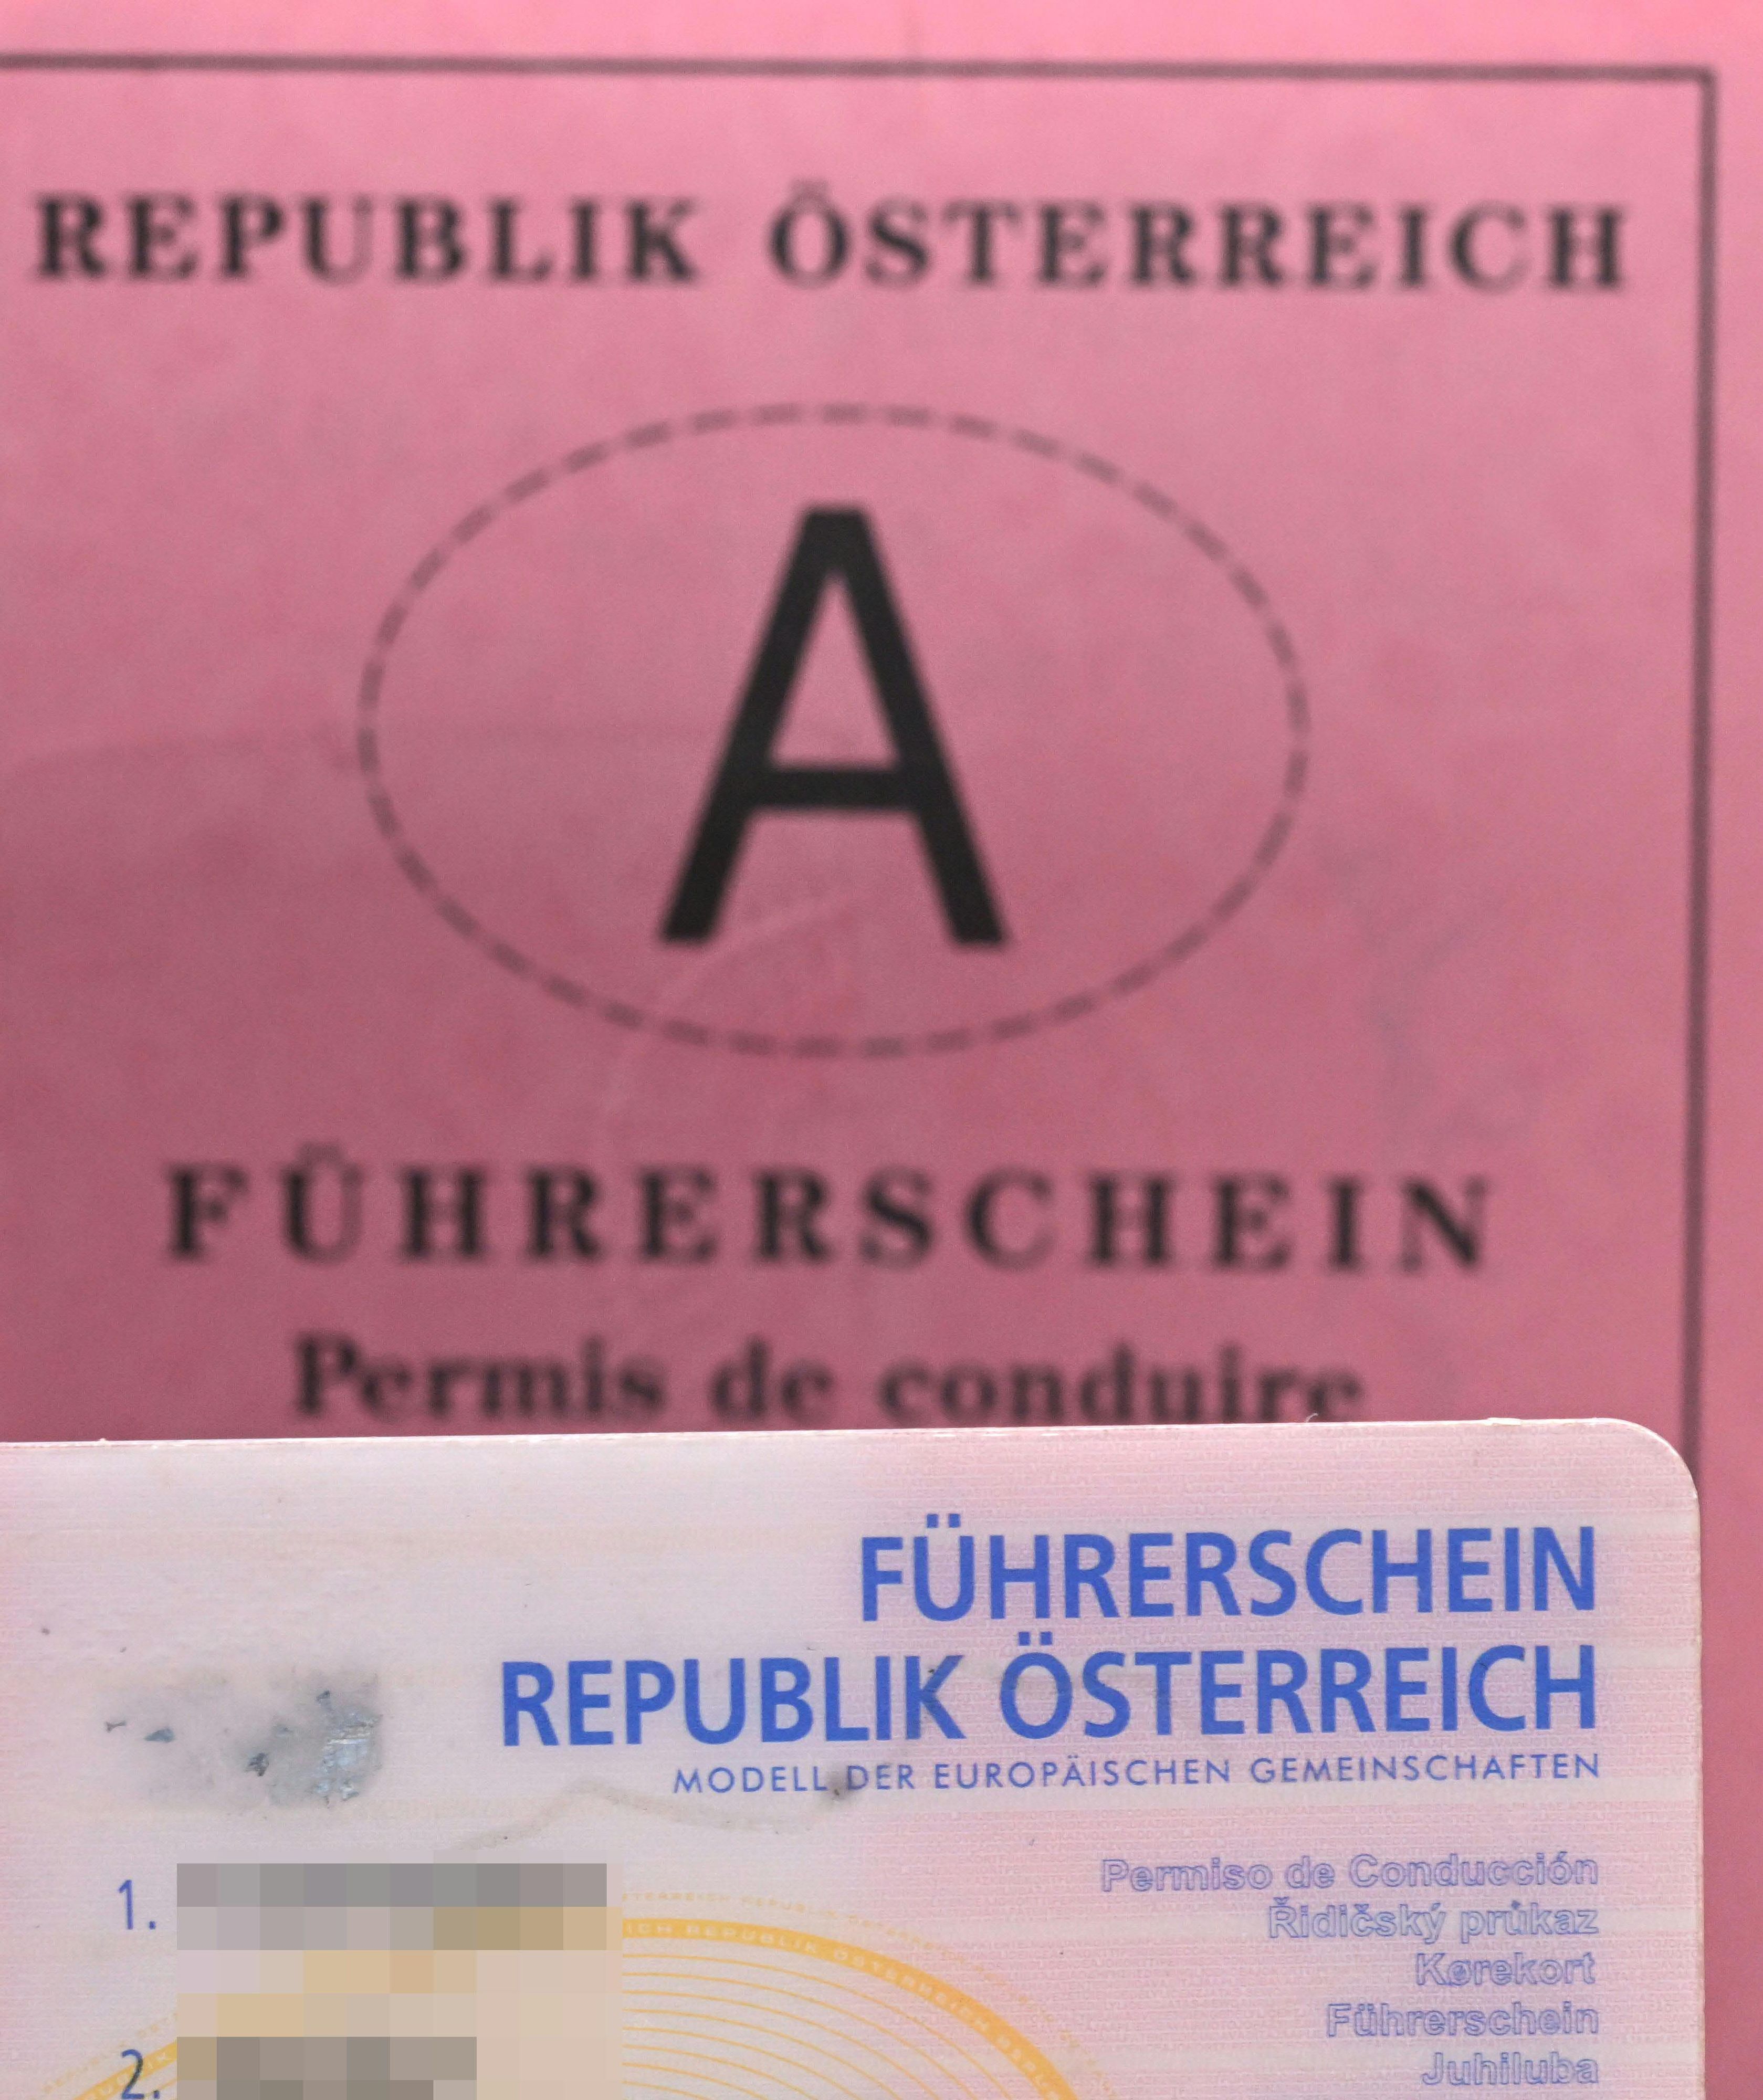 REPUBLIK ÖSTERREICH
A
FÜHRERSCHEIN
Permis de conduire
FÜHRERSCHEIN
REPUBLIK ÖSTERREICH
MODELL DER EUROPÄISCHEN GEMEINSCHAFTEN
1.
Permiso de Conducción
Řidičský průkaz
Kørekort
Führerschein
Juhiluba
2.